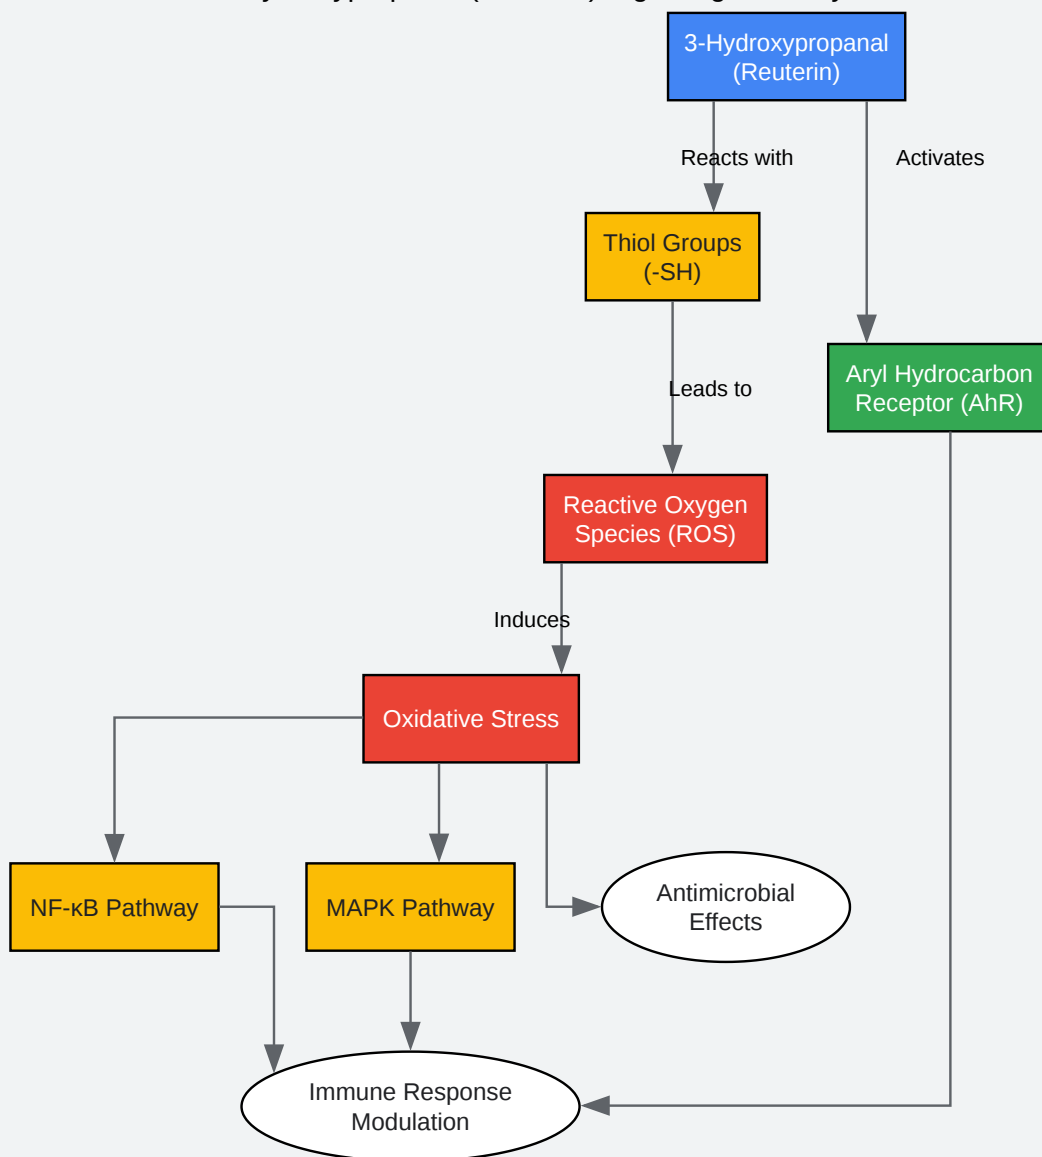 3-Hydroxypropanal
(Reuterin)
Reacts with
Activates
Thiol Groups
(-SH)
Aryl Hydrocarbon
Receptor (AhR)
Leads to
Reactive Oxygen
Species (ROS)
Induces
Oxidative Stress
NF-κB Pathway
MAPK Pathway
Antimicrobial
Effects
Immune Response
Modulation